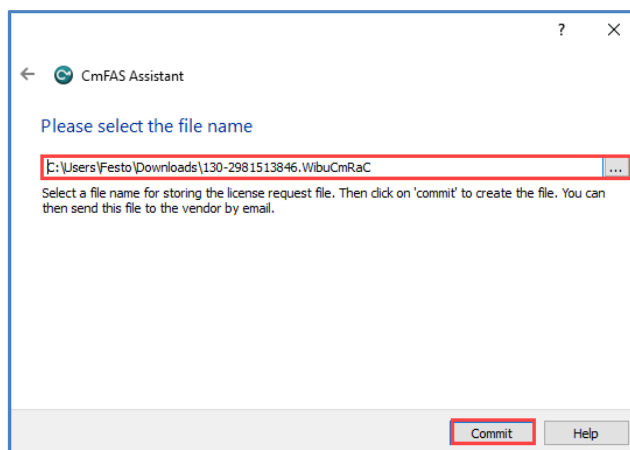 ?
CmFAS Assistant
Please select the file name
C:\Users\Festo\Downloads\130-2981513846.WibuCmRaC
...
Select a file name for storing the license request file. Then click on 'commit' to create the file. You can
then send this file to the vendor by email.
Commit
Help